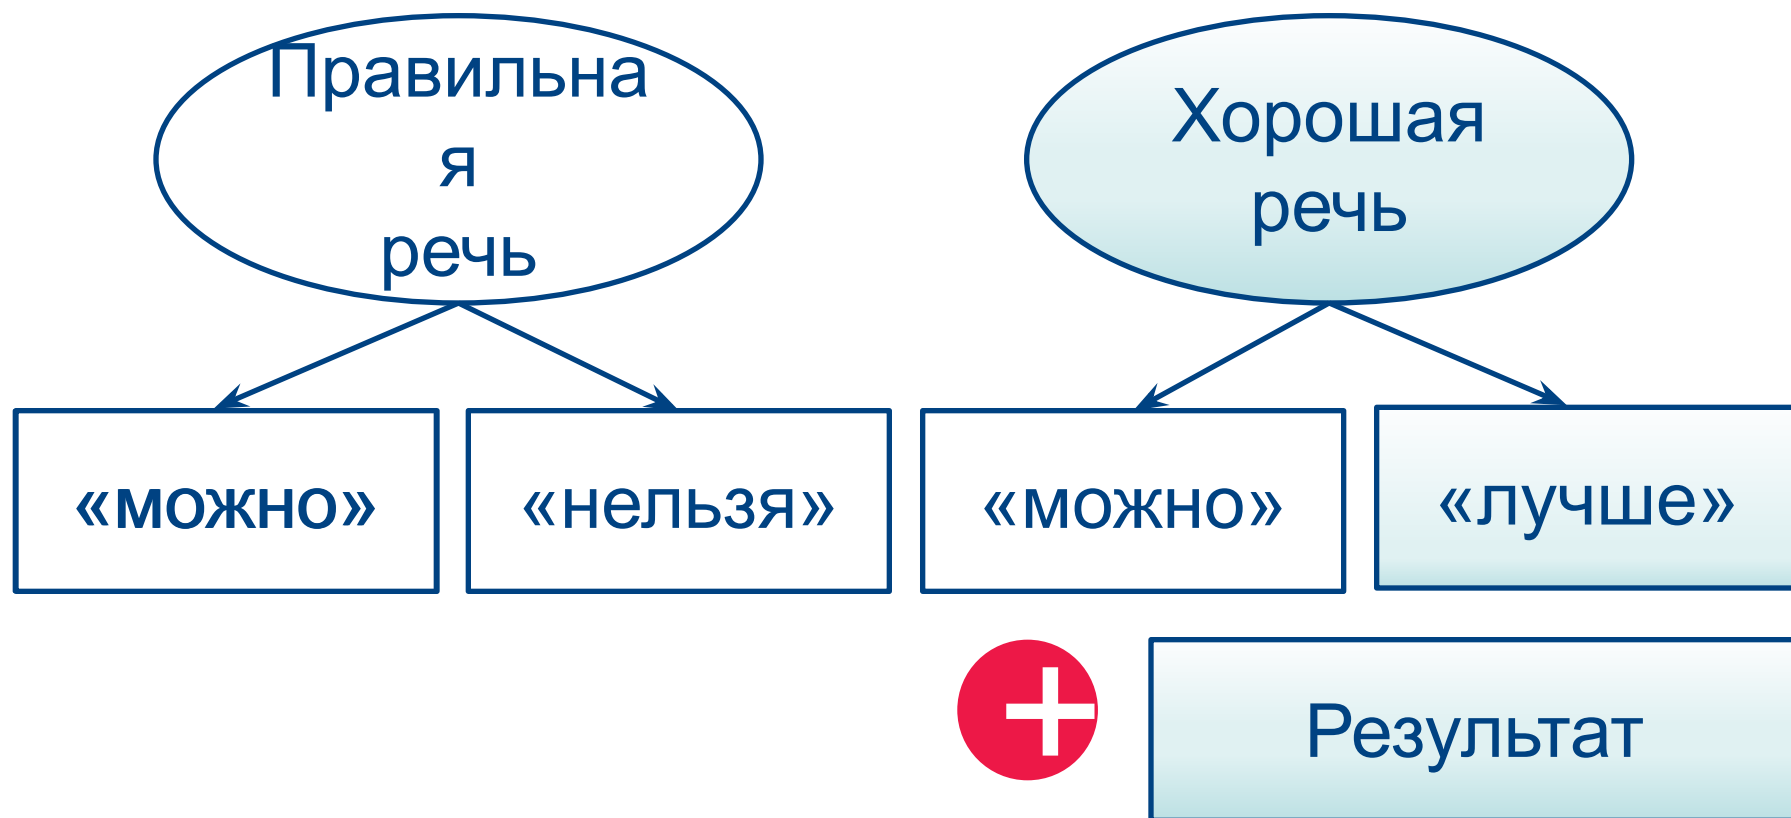 Правильна
я
речь
Хорошая
речь
«можно»
«нельзя»
«можно»
«лучше»
+
Результат